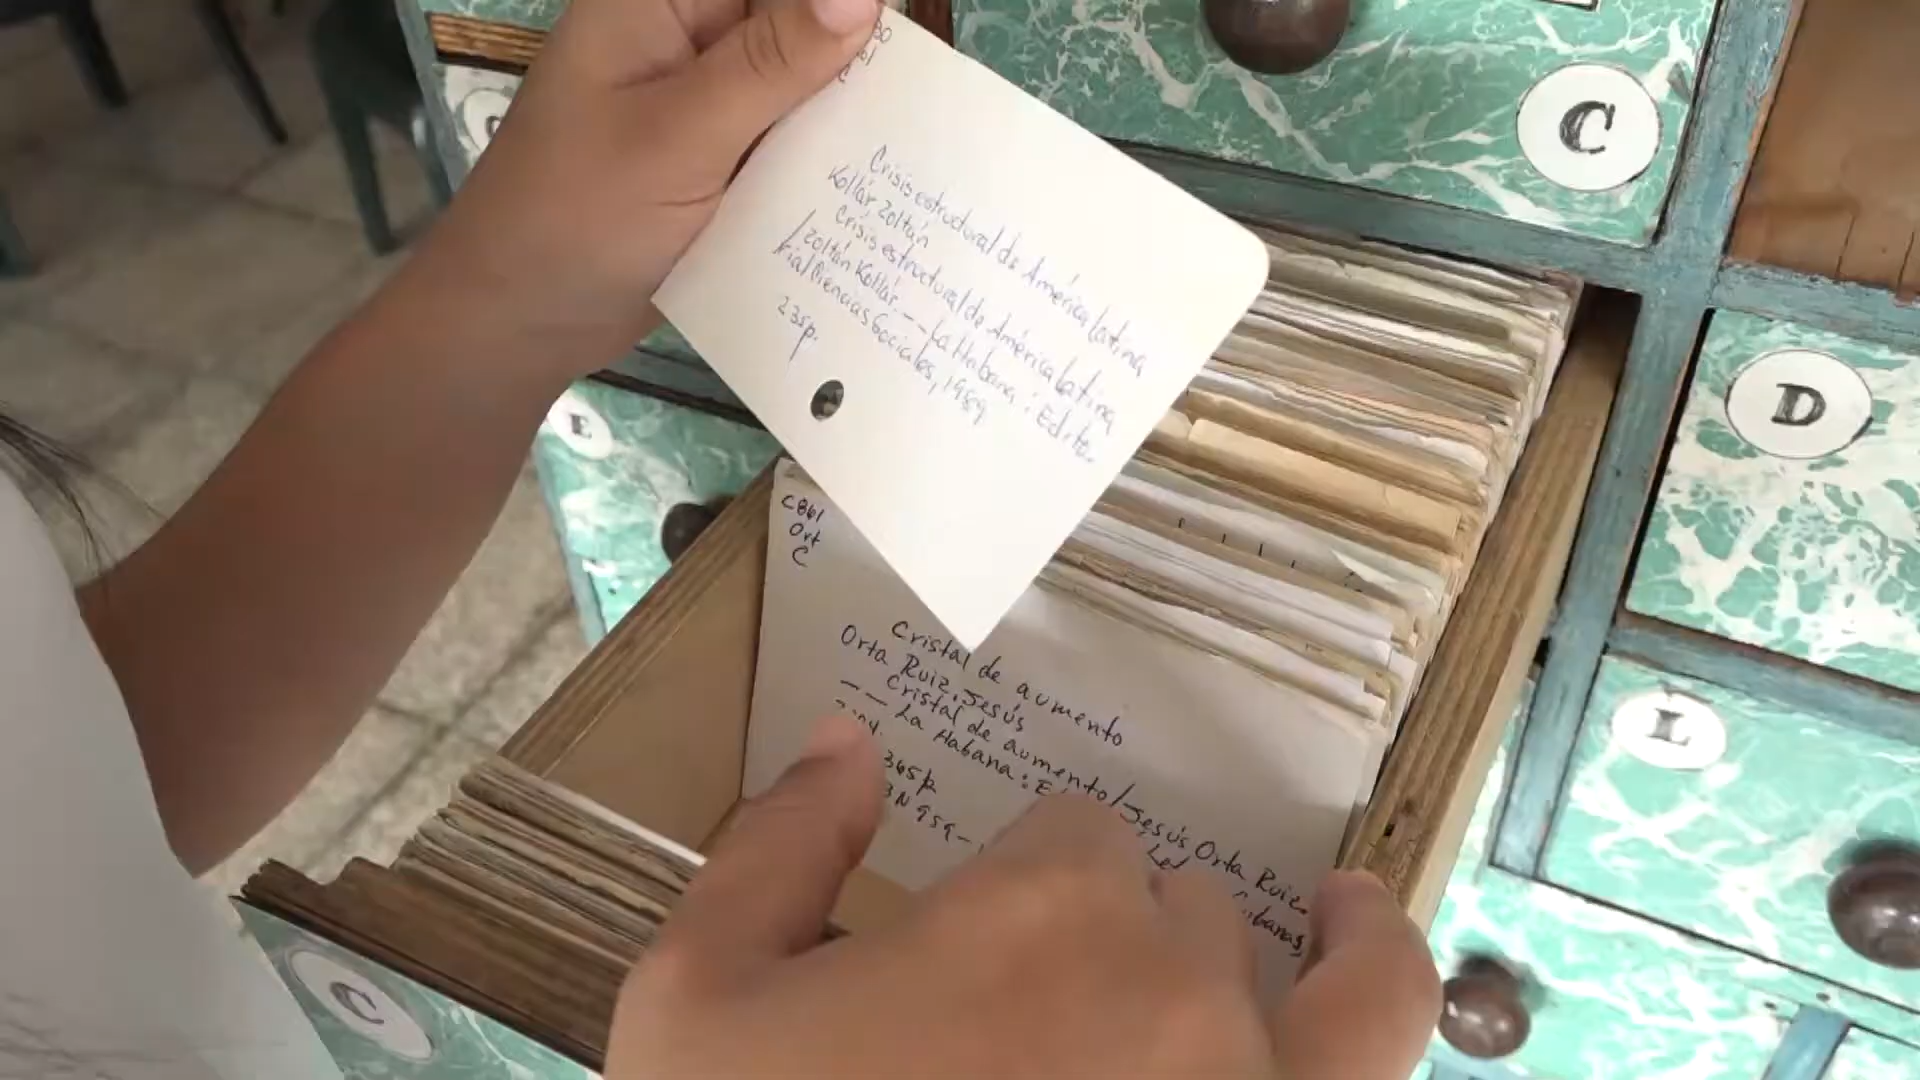 Crisis estructural de América Latina
Kollár Zoltán
Crisis estructural de América Latina
/ Zoltán Kollár. -- La Habana : Edito-
rial Ciencias Sociales, 1989
235p.
C861
Ort
C
Cristal de aumento
Orta Ruiz. Jesús
Cristal de aumento/Jesús Orta Ruiz.
-- La Habana : 
365p
959-
C
D
E
L
C